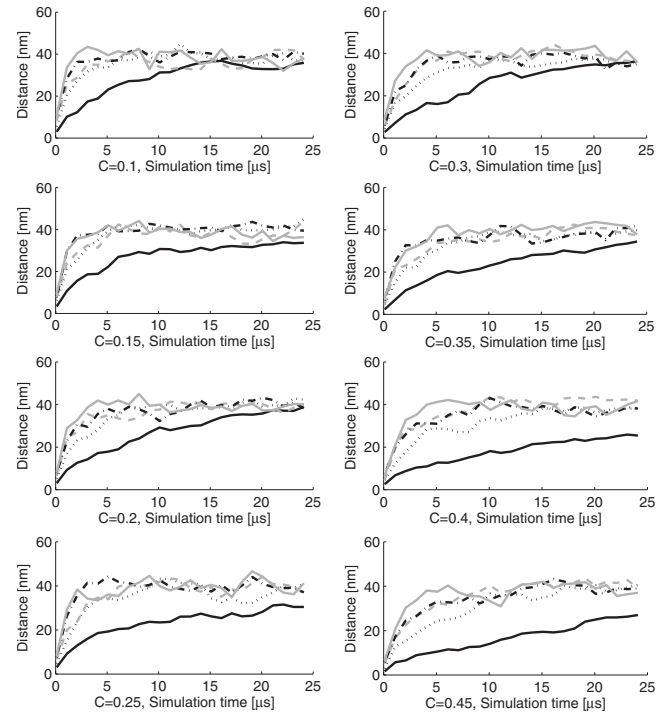 60
40
20
0
Distance [nm]
0 5 10 15 20 25
C=0.1, Simulation time [μs]
60
40
20
0
Distance [nm]
0 5 10 15 20 25
C=0.3, Simulation time [μs]
60
40
20
0
Distance [nm]
0 5 10 15 20 25
C=0.15, Simulation time [μs]
60
40
20
0
Distance [nm]
0 5 10 15 20 25
C=0.35, Simulation time [μs]
60
40
20
0
Distance [nm]
0 5 10 15 20 25
C=0.2, Simulation time [μs]
60
40
20
0
Distance [nm]
0 5 10 15 20 25
C=0.4, Simulation time [μs]
60
40
20
0
Distance [nm]
0 5 10 15 20 25
C=0.25, Simulation time [μs]
60
40
20
0
Distance [nm]
0 5 10 15 20 25
C=0.45, Simulation time [μs]